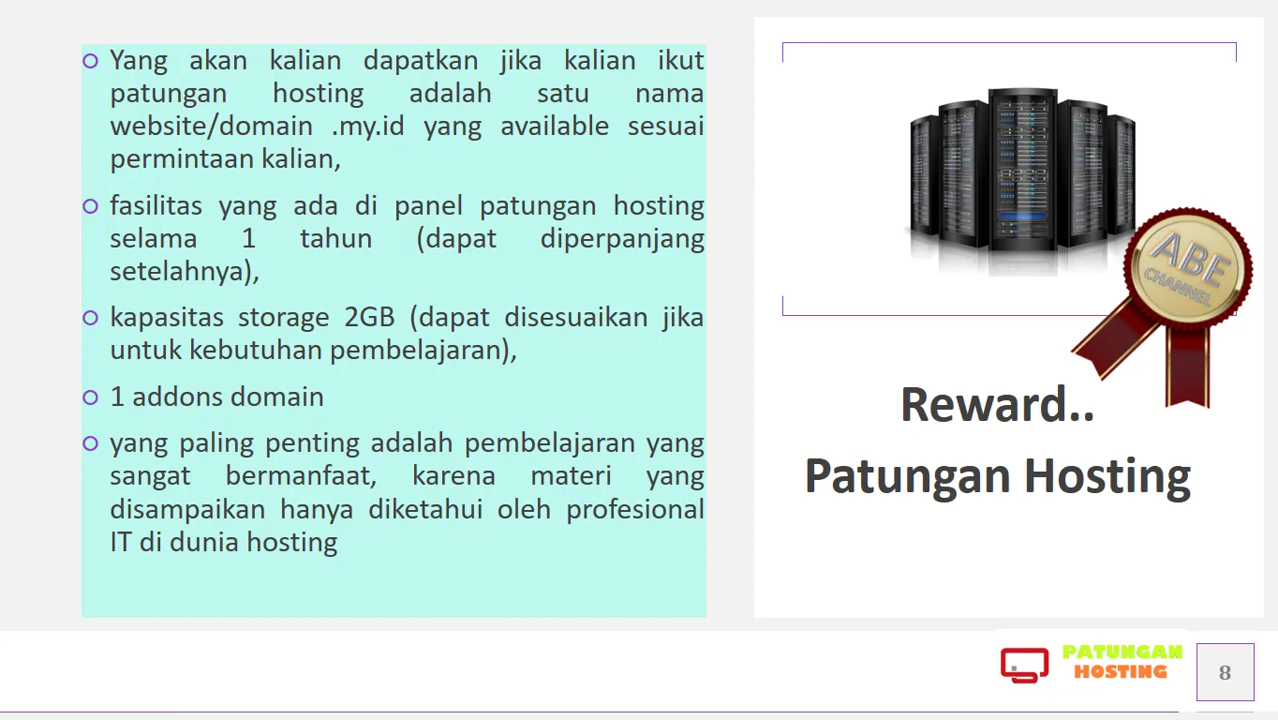 Yang akan kalian dapatkan jika kalian ikut
patungan hosting adalah satu nama
website/domain .my.id yang available sesuai
permintaan kalian,
fasilitas yang ada di panel patungan hosting
selama 1 tahun (dapat diperpanjang
setelahnya),
kapasitas storage 2GB (dapat disesuaikan jika
untuk kebutuhan pembelajaran),
1 addons domain
yang paling penting adalah pembelajaran yang
sangat bermanfaat, karena materi yang
disampaikan hanya diketahui oleh profesional
IT di dunia hosting
ABE
CHANNEL
Reward..
Patungan Hosting
PATUNGAN
HOSTING
8